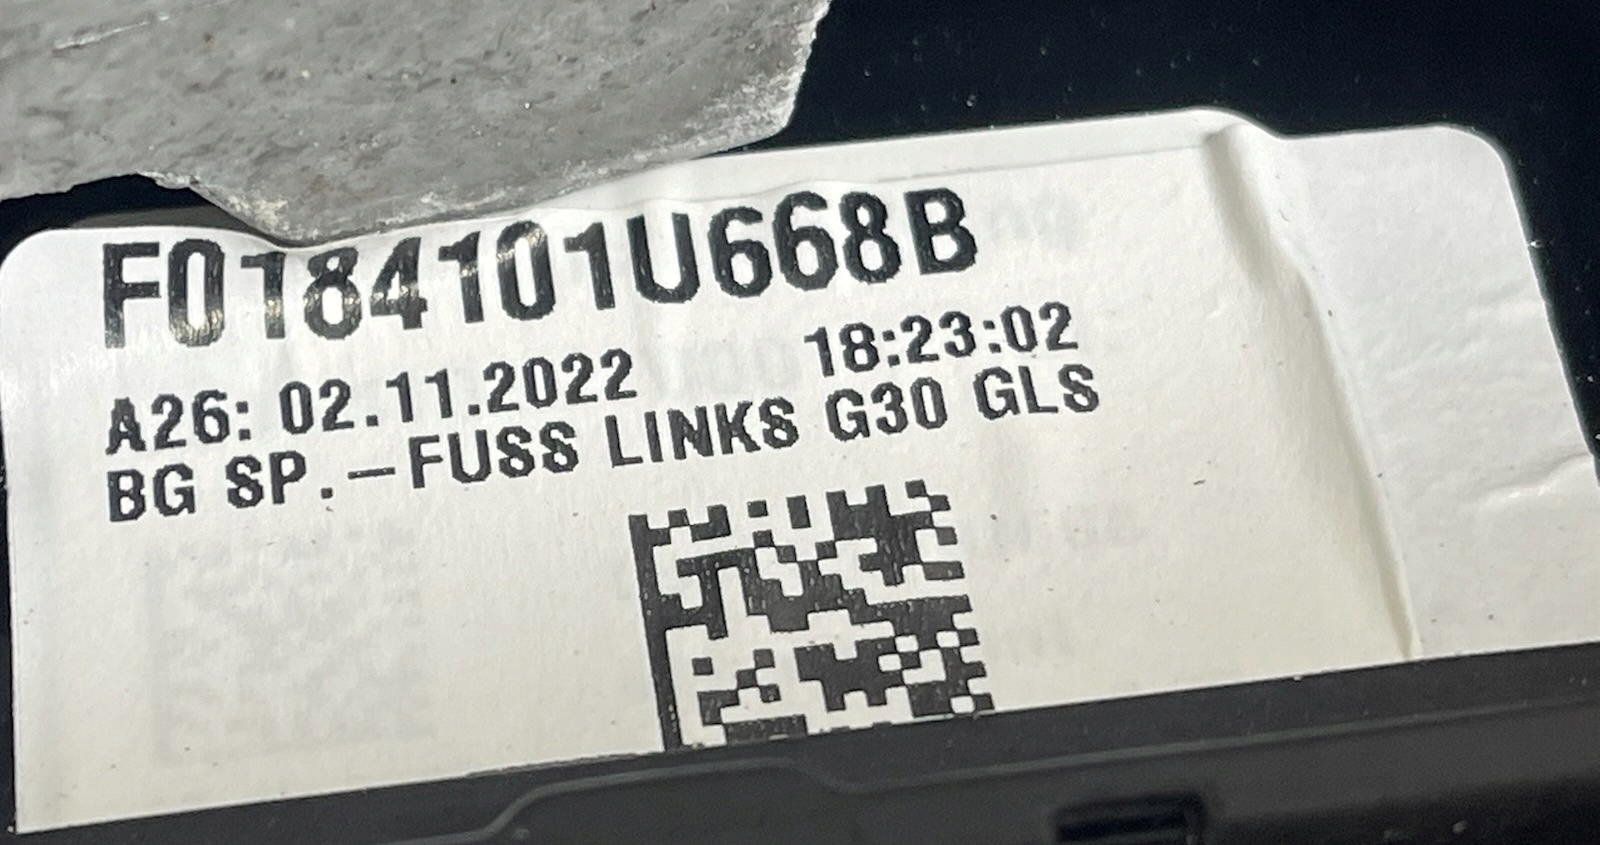 F0184101U668B
A26: 02.11.2022 18:23:02
BG SP.-FUSS LINKS G30 GLS